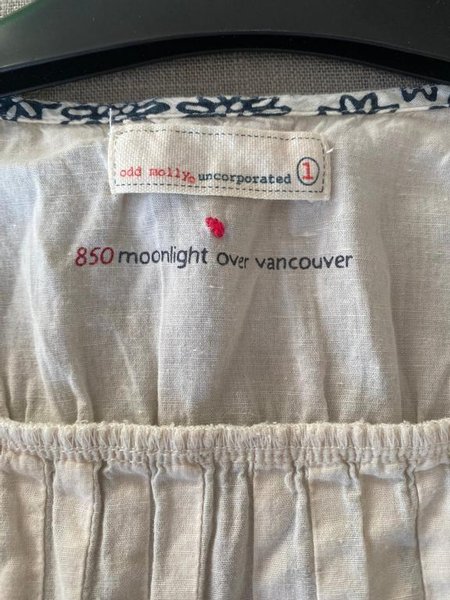 odd molly® uncorporated 1
850 moonlight over vancouver